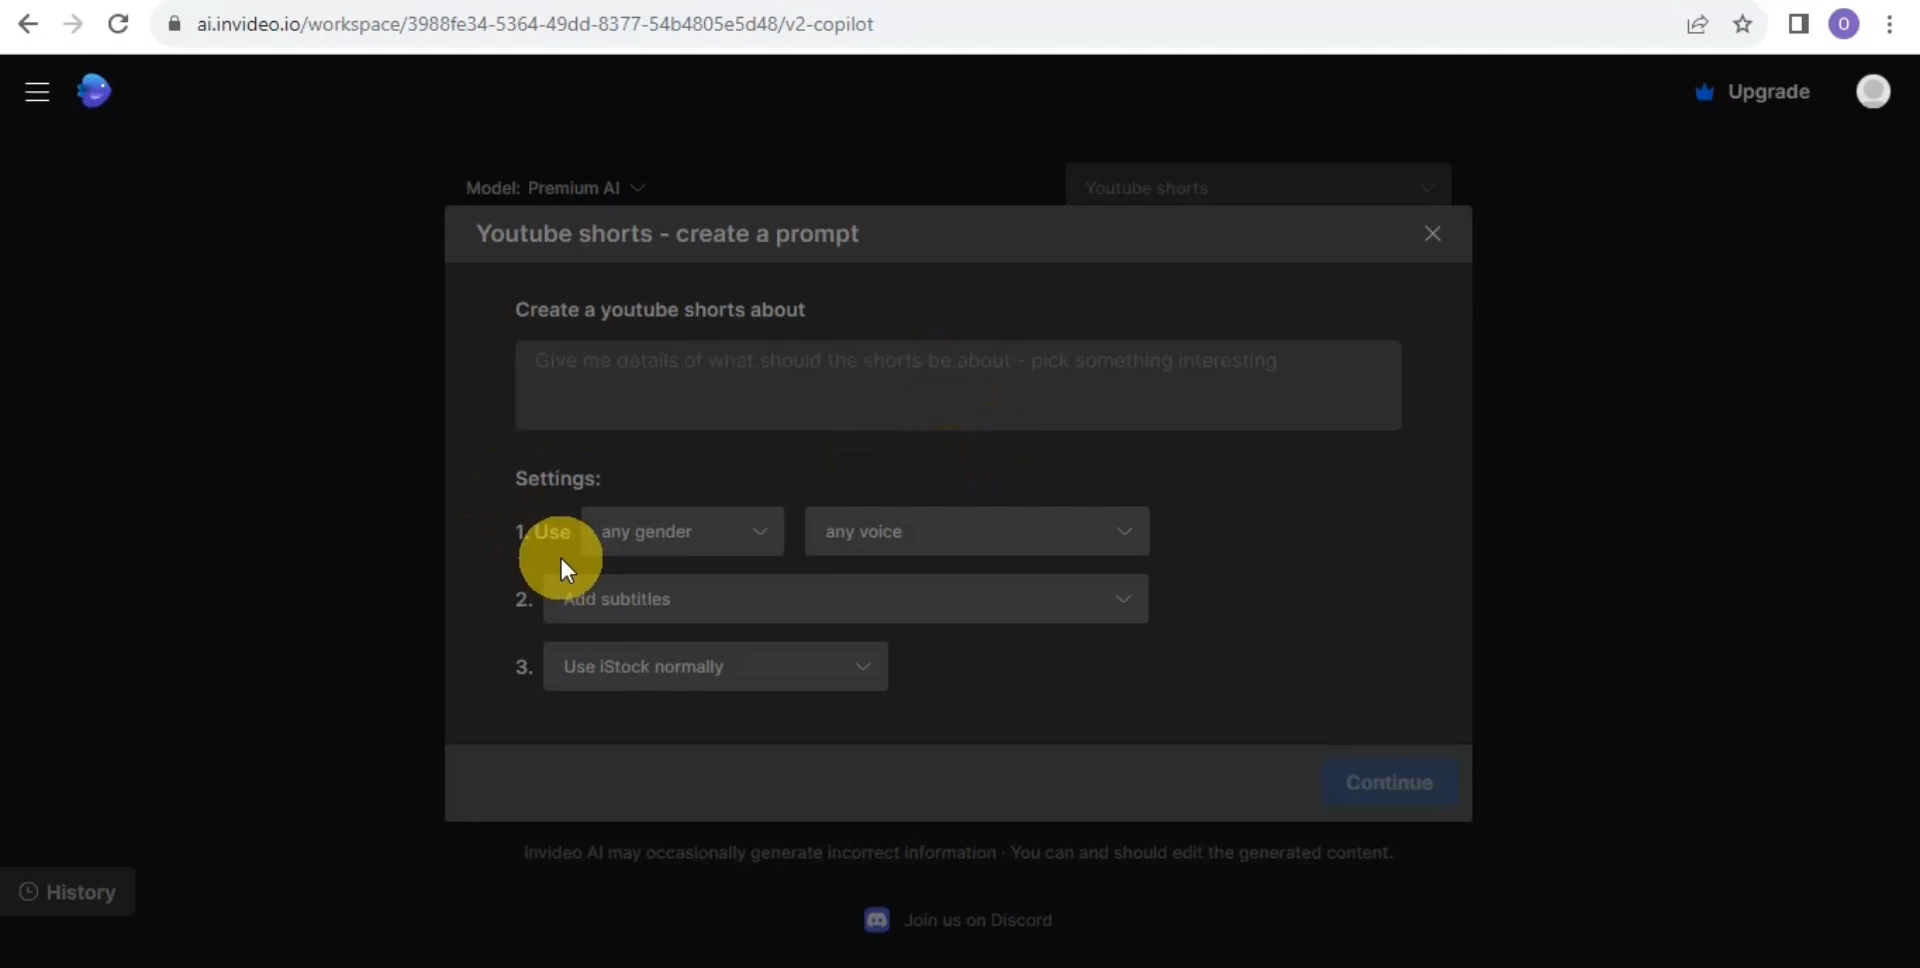 ai.invideo.io/workspace/3988fe34-5364-49dd-8377-54b4805e5d48/v2-copilot
O
Upgrade
Model: Premium AI
Youtube shorts
Youtube shorts - create a prompt
Create a youtube shorts about
Give me details of what should the shorts be about - pick something interesting
Settings:
1. Use any gender any voice
2. Add subtitles
3. Use iStock normally
Continue
invideo AI may occasionally generate incorrect information · You can and should edit the generated content.
History
Join us on Discord